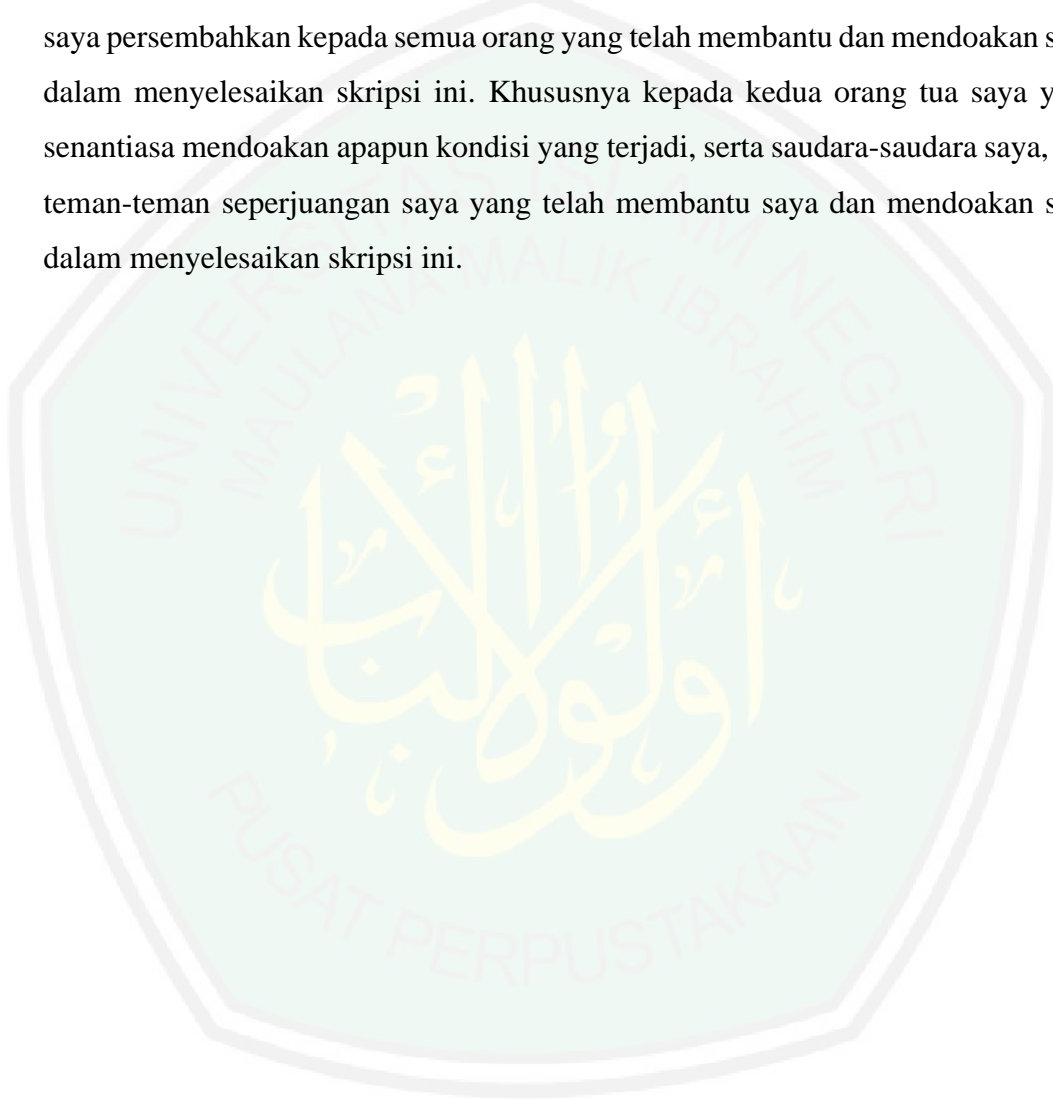 saya persembahkan kepada semua orang yang telah membantu dan mendoakan s
dalam menyelesaikan skripsi ini. Khususnya kepada kedua orang tua saya y
senantiasa mendoakan apapun kondisi yang terjadi, serta saudara-saudara saya,
teman-teman seperjuangan saya yang telah membantu saya dan mendoakan s
dalam menyelesaikan skripsi ini.
UNIVERSITAS ISLAM NEGERI
MAULANA MALIK IBRAHIM
أولوا الألباب
PUSAT PERPUSTAKAAN